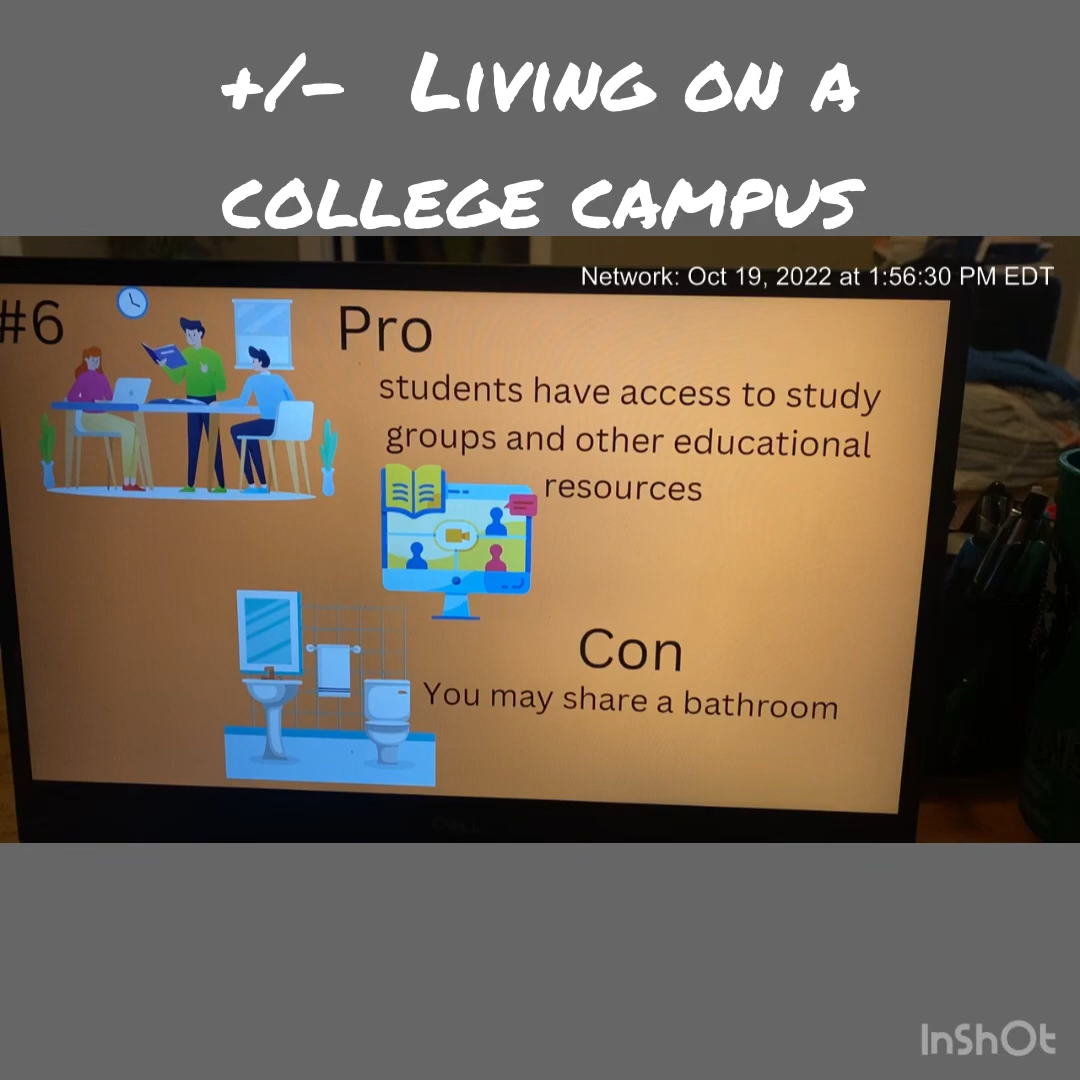 +/- LIVING ON A
COLLEGE CAMPUS
Network: Oct 19, 2022 at 1:56:30 PM EDT
#6
Pro
students have access to study
groups and other educational
resources
Con
You may share a bathroom
DELL
InShOt